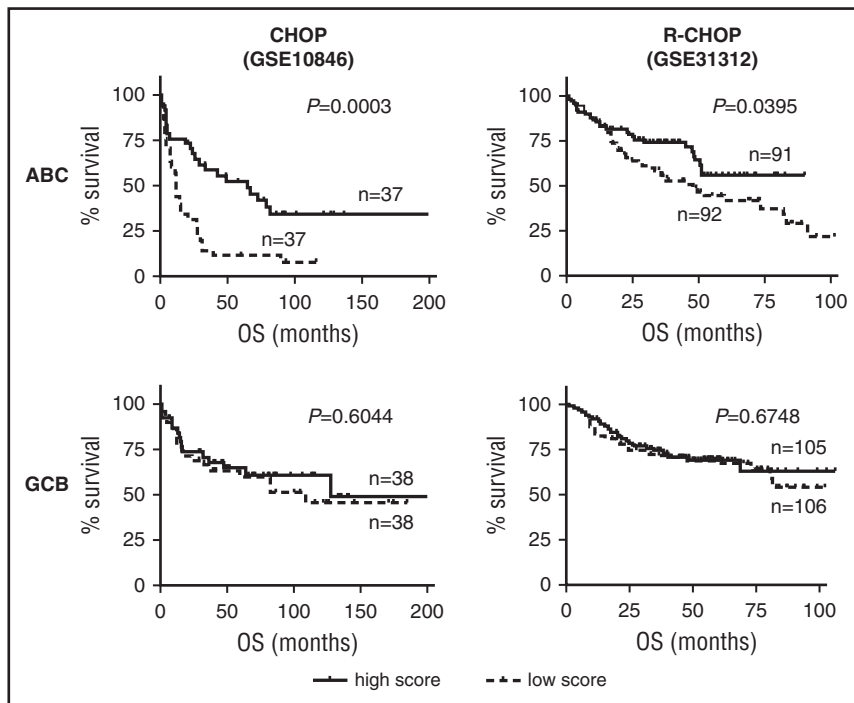 CHOP
(GSE10846)
R-CHOP
(GSE31312)
ABC
% survival
100
75
50
25
0
P=0.0003
n=37
n=37
0 50 100 150 200
OS (months)
% survival
100
75
50
25
0
P=0.0395
n=91
n=92
0 25 50 75 100
OS (months)
GCB
% survival
100
75
50
25
0
P=0.6044
n=38
n=38
0 50 100 150 200
OS (months)
% survival
100
75
50
25
0
P=0.6748
n=105
n=106
0 25 50 75 100
OS (months)
high score
low score